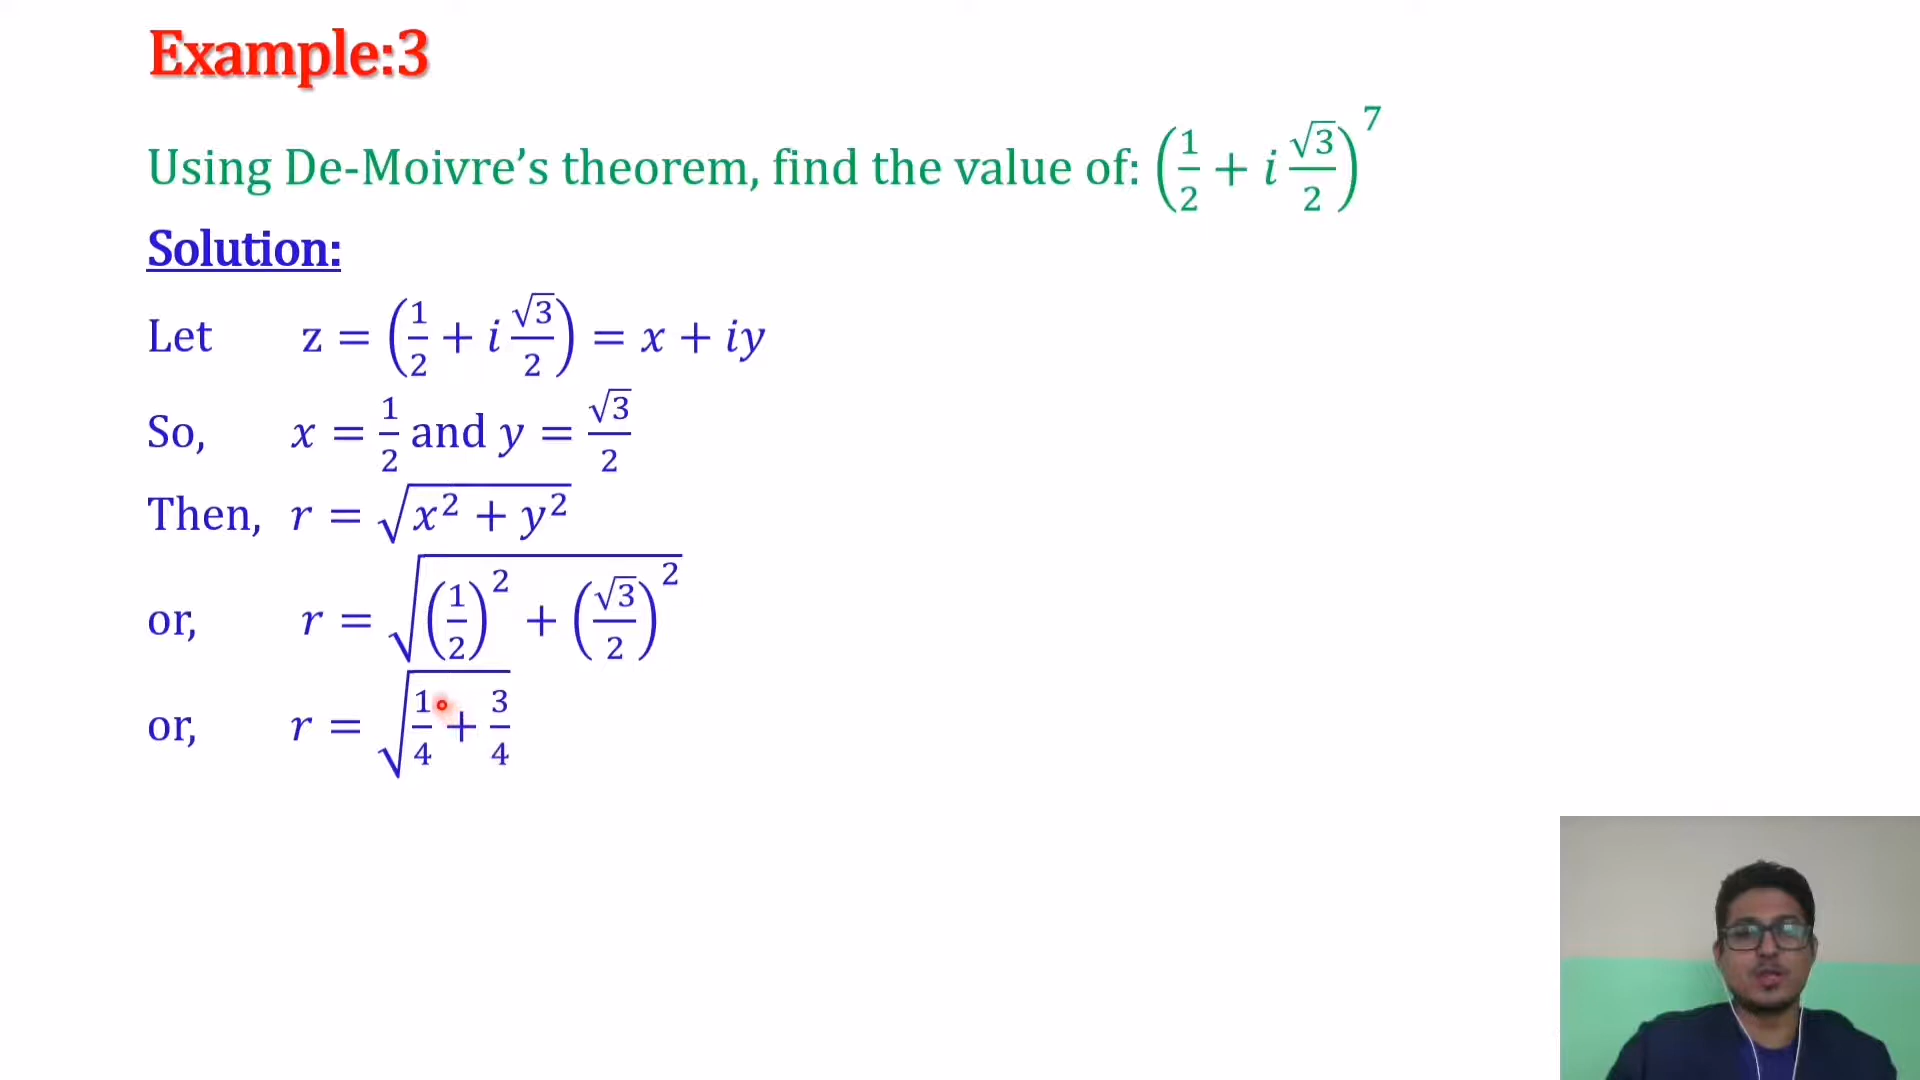 Example:3
Using De-Moivre's theorem, find the value of: (1/2 + i √3/2)^7
Solution:
Let z = (1/2 + i √3/2) = x + iy
So, x = 1/2 and y = √3/2
Then, r = √(x² + y²)
or, r = √((1/2)² + (√3/2)²)
or, r = √(1/4 + 3/4)